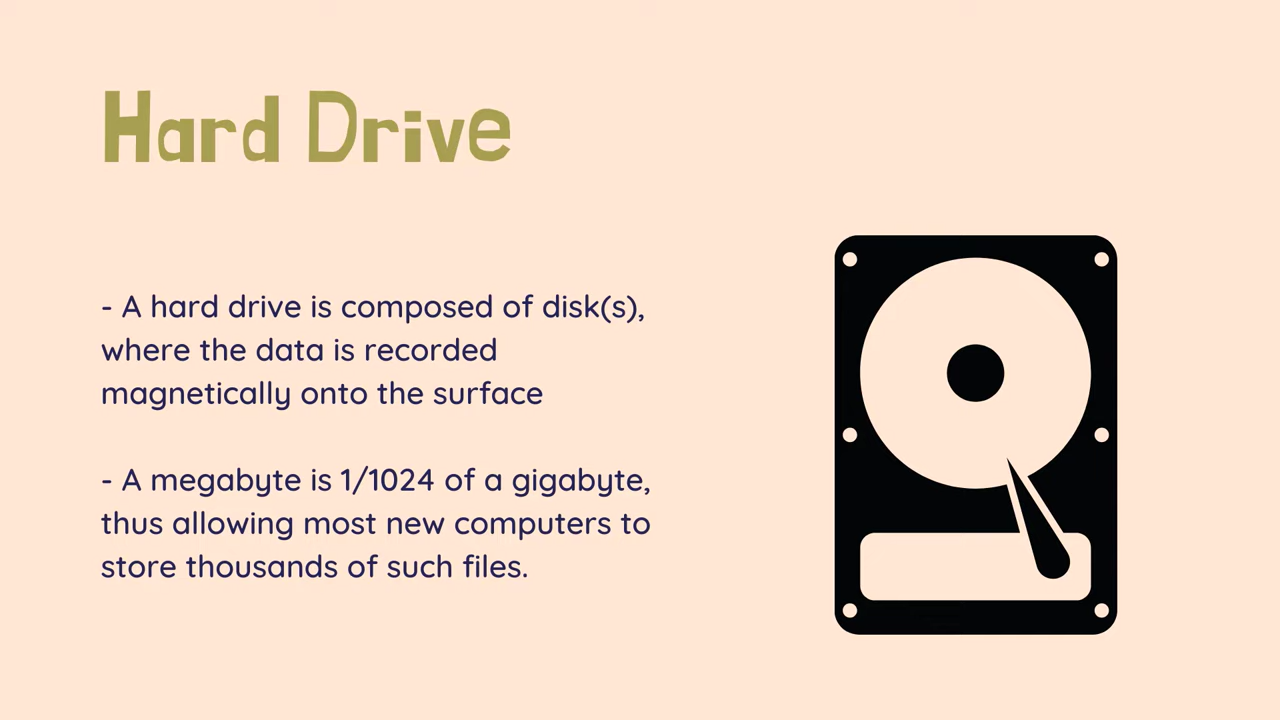 Hard Drive
- A hard drive is composed of disk(s),
where the data is recorded
magnetically onto the surface
- A megabyte is 1/1024 of a gigabyte,
thus allowing most new computers to
store thousands of such files.